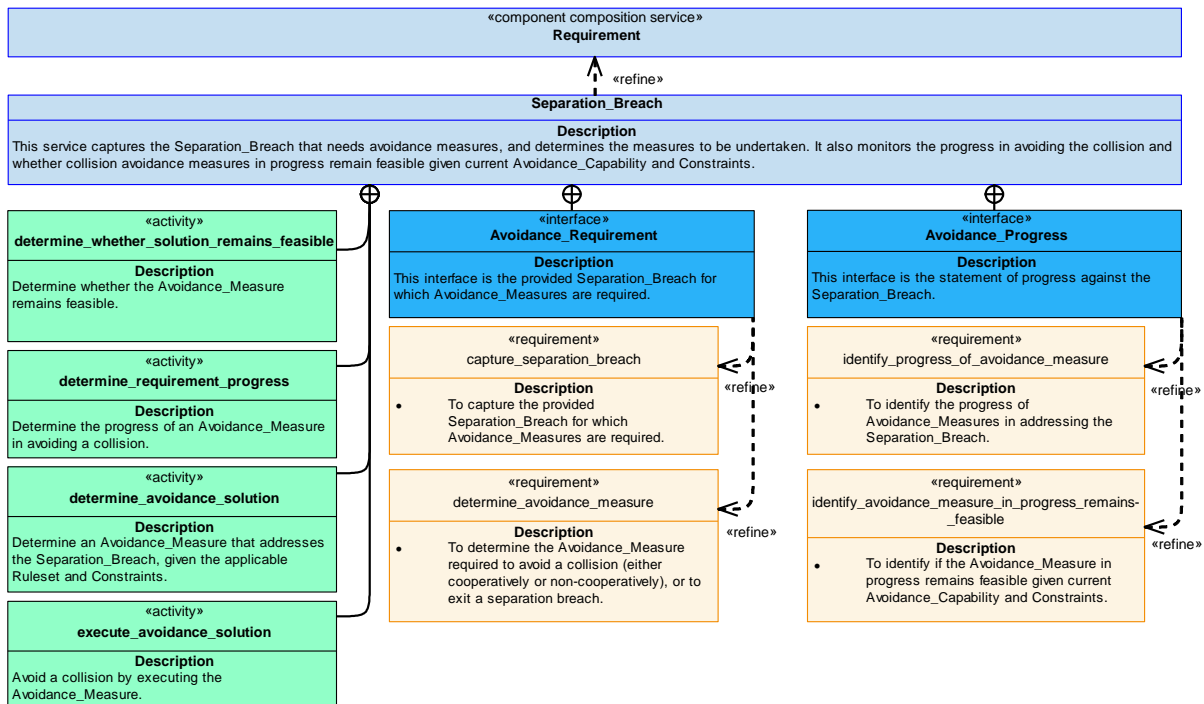 «component composition service»
Requirement
«refine»
Separation_Breach
Description
This service captures the Separation_Breach that needs avoidance measures, and determines the measures to be undertaken. It also monitors the progress in avoiding the collision and
whether collision avoidance measures in progress remain feasible given current Avoidance_Capability and Constraints.
«activity»
determine_whether_solution_remains_feasible
Description
Determine whether the Avoidance_Measure
remains feasible.
«activity»
determine_requirement_progress
Description
Determine the progress of an Avoidance_Measure
in avoiding a collision.
«activity»
determine_avoidance_solution
Description
Determine an Avoidance_Measure that addresses
the Separation_Breach, given the applicable
Ruleset and Constraints.
«activity»
execute_avoidance_solution
Description
Avoid a collision by executing the
Avoidance_Measure.
«interface»
Avoidance_Requirement
Description
This interface is the provided Separation_Breach for
which Avoidance_Measures are required.
«requirement»
capture_separation_breach
Description
• To capture the provided
Separation_Breach for which
Avoidance_Measures are required.
«refine»
«requirement»
determine_avoidance_measure
Description
• To determine the Avoidance_Measure
required to avoid a collision (either
cooperatively or non-cooperatively), or to
exit a separation breach.
«refine»
«interface»
Avoidance_Progress
Description
This interface is the statement of progress against the
Separation_Breach.
«requirement»
identify_progress_of_avoidance_measure
Description
• To identify the progress of
Avoidance_Measures in addressing the
Separation_Breach.
«refine»
«requirement»
identify_avoidance_measure_in_progress_remains-
_feasible
Description
• To identify if the Avoidance_Measure in
progress remains feasible given current
Avoidance_Capability and Constraints.
«refine»